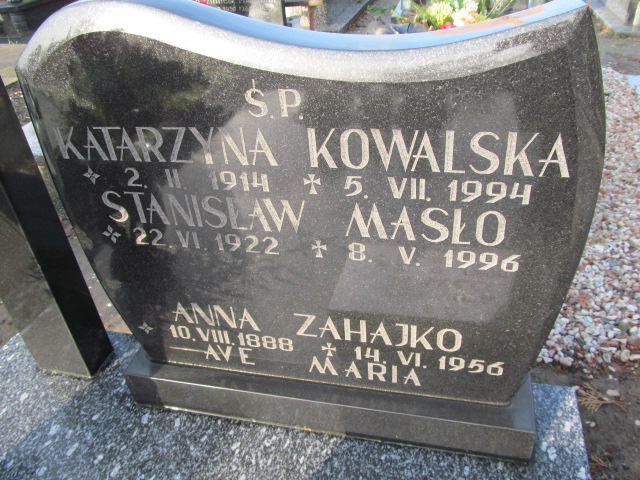 Ś.P.
KATARZYNA KOWALSKA
2. II. 1914 5. VII. 1994
STANISŁAW MASŁO
22. VI. 1922 8. V. 1996
ANNA ZAHAJKO
10. VIII. 1888 14. VI. 1956
AVE MARIA